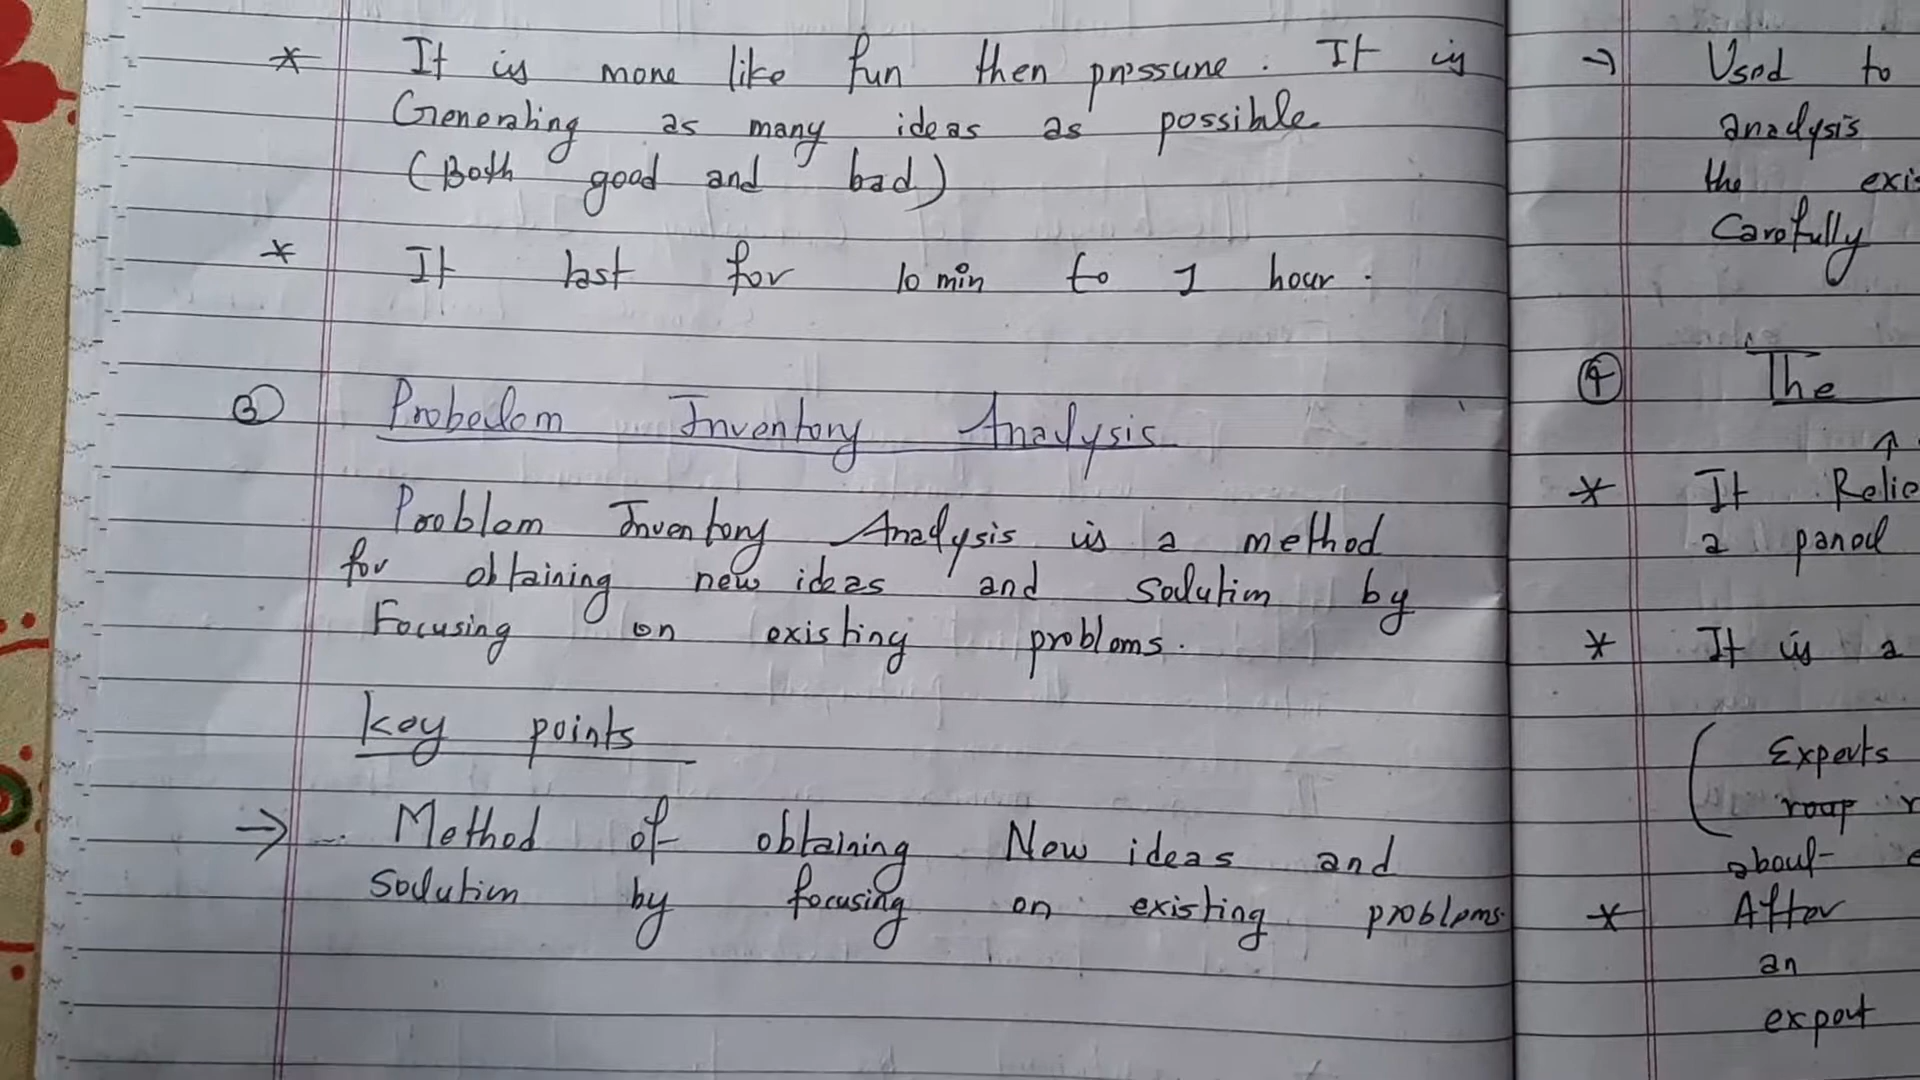 * It is more like fun then pressure. It is
Generating as many ideas as possible
(Both good and bad)
* It last for 10 min to 1 hour.
③ Probelem Inventory Analysis
Problem Inventory Analysis is a method
for obtaining new ideas and solution by
Focusing on existing problems.
Key points
→ Method of obtaining New ideas and
solution by focusing on existing problems.
→ Used to
analysis
the
Carefully
④ The
* It
a panel
* It is a
(Experts
about
* After
an
expert